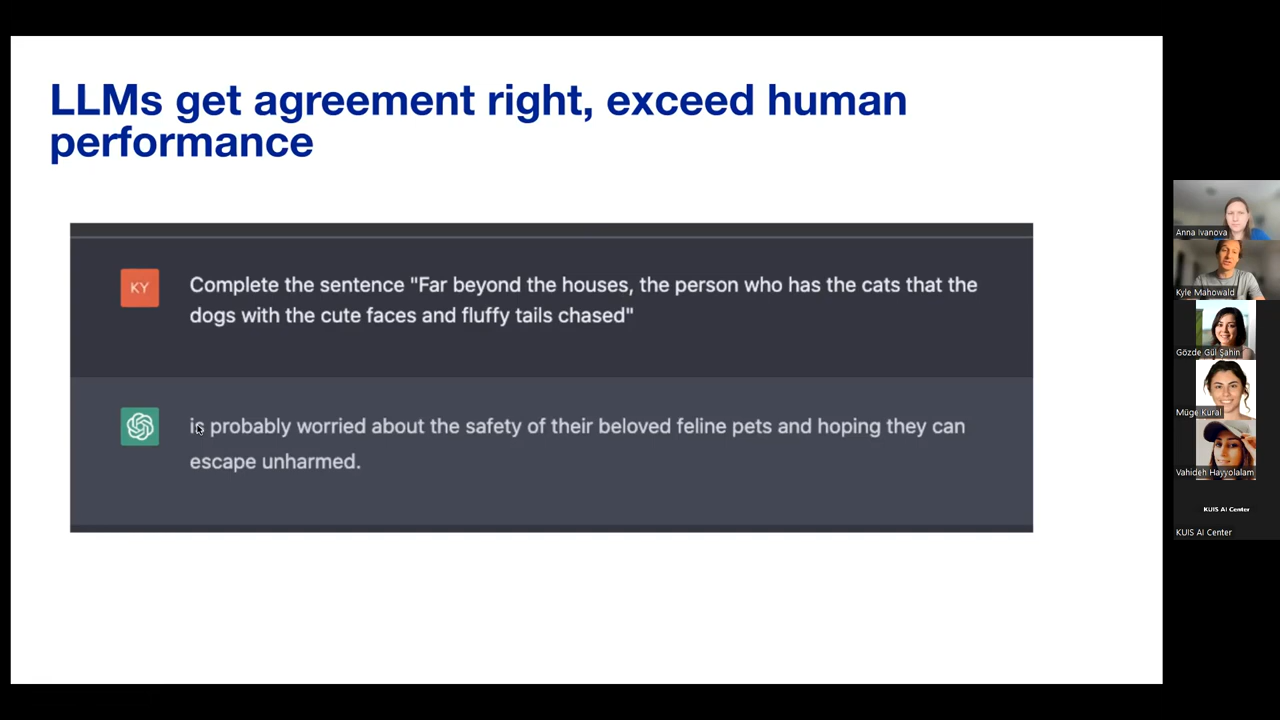 LLMs get agreement right, exceed human
performance
KY
Complete the sentence "Far beyond the houses, the person who has the cats that the
dogs with the cute faces and fluffy tails chased"
is probably worried about the safety of their beloved feline pets and hoping they can
escape unharmed.
Anna Ivanova
Kyle Mahowald
Gözde Gül Şahin
Müge Kural
Vahideh Hayyolalam
KUIS AI Center
KUIS AI Center